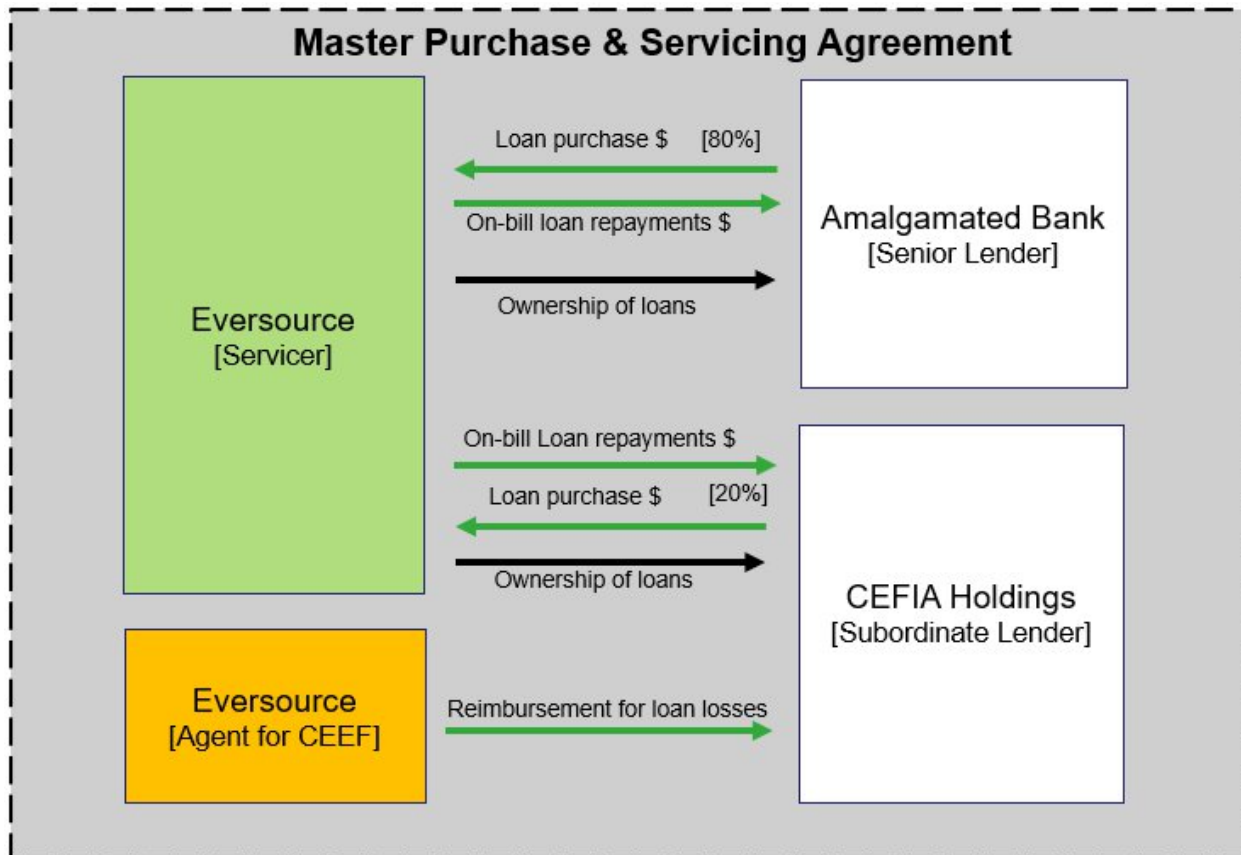 Master Purchase & Servicing Agreement
Loan purchase $ [80%]
On-bill loan repayments $
Ownership of loans
Amalgamated Bank
[Senior Lender]
Eversource
[Servicer]
On-bill Loan repayments $
Loan purchase $ [20%]
Ownership of loans
CEFIA Holdings
[Subordinate Lender]
Eversource
[Agent for CEEF]
Reimbursement for loan losses